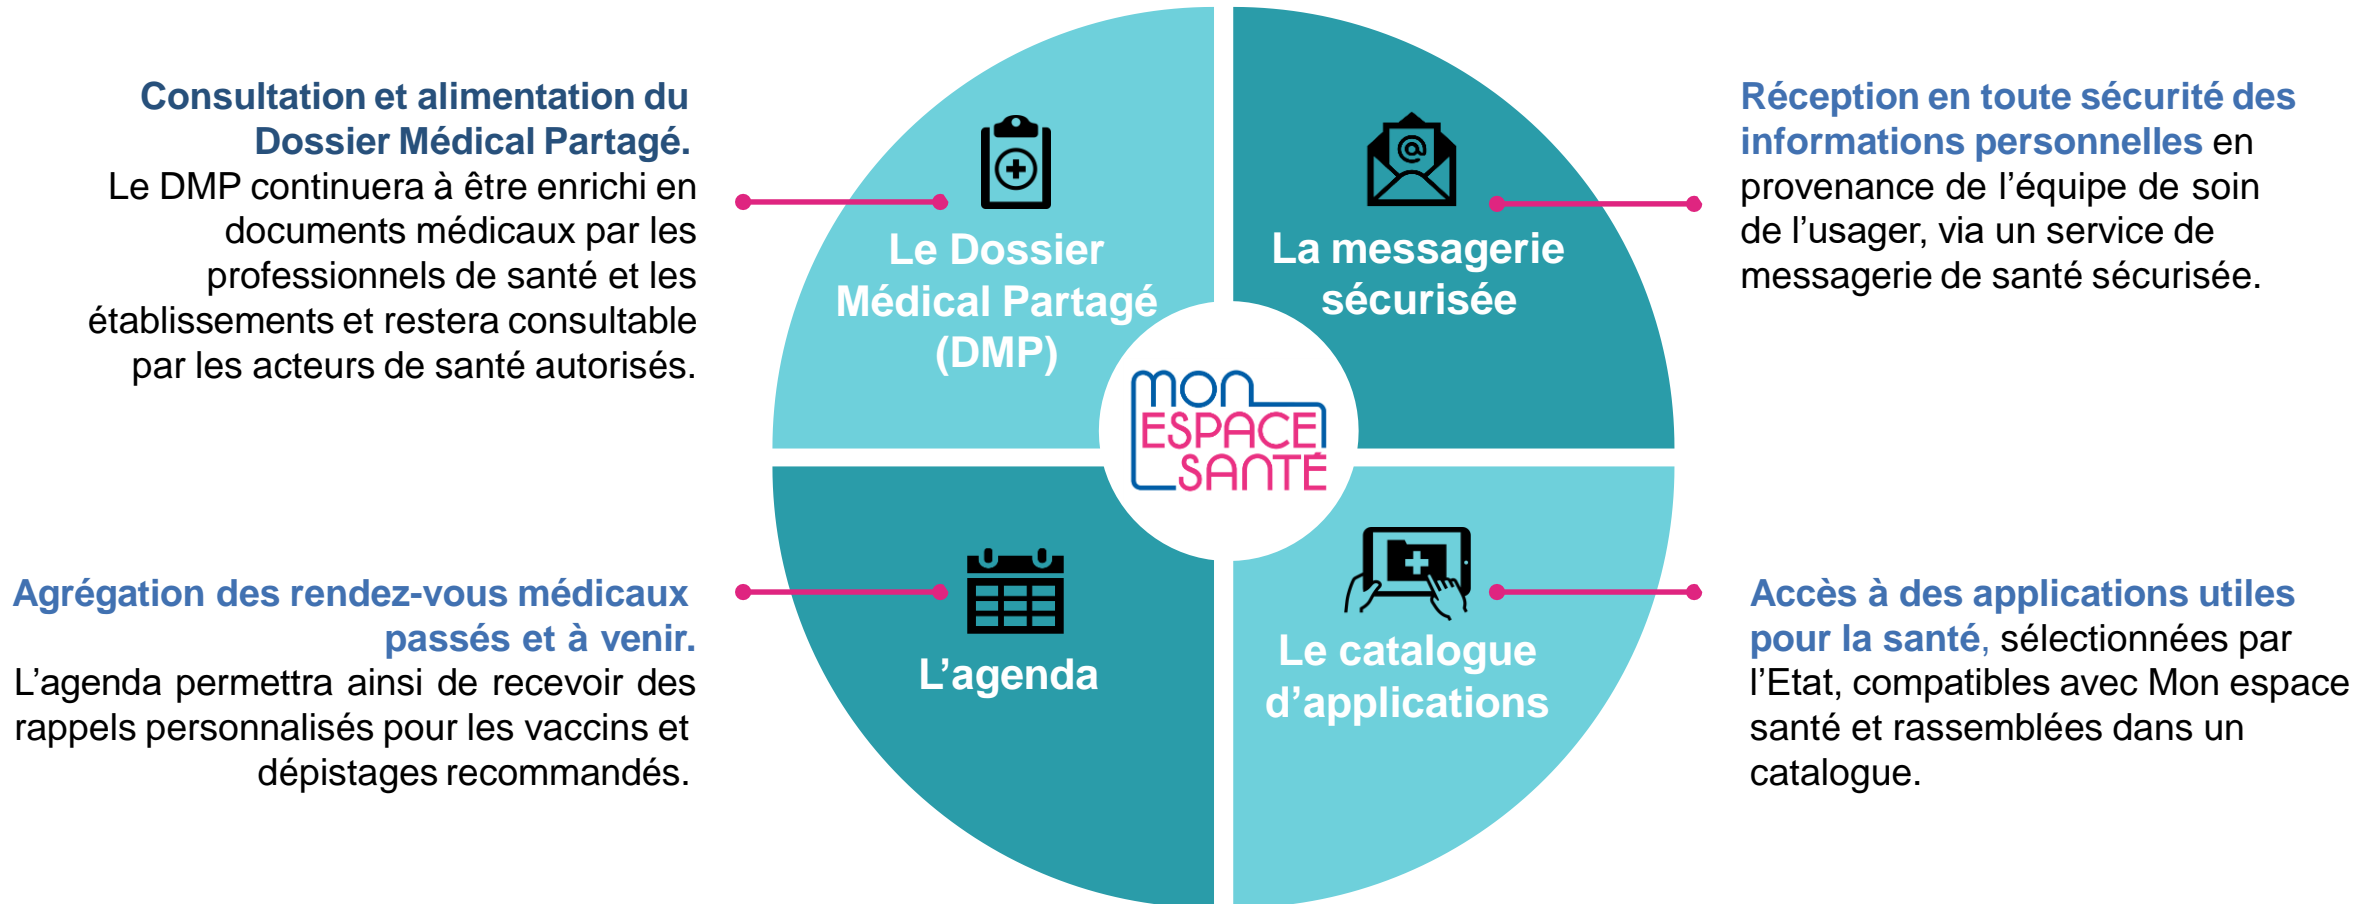 Consultation et alimentation du
Dossier Médical Partagé.
Le DMP continuera à être enrichi en
documents médicaux par les
professionnels de santé et les
établissements et restera consultable
par les acteurs de santé autorisés.
Le Dossier
Médical Partagé
(DMP)
La messagerie
sécurisée
Réception en toute sécurité des
informations personnelles en
provenance de l’équipe de soin
de l’usager, via un service de
messagerie de santé sécurisée.
MON
ESPACE
SANTÉ
Agrégation des rendez-vous médicaux
passés et à venir.
L’agenda permettra ainsi de recevoir des
rappels personnalisés pour les vaccins et
dépistages recommandés.
L’agenda
Le catalogue
d’applications
Accès à des applications utiles
pour la santé, sélectionnées par
l’Etat, compatibles avec Mon espace
santé et rassemblées dans un
catalogue.